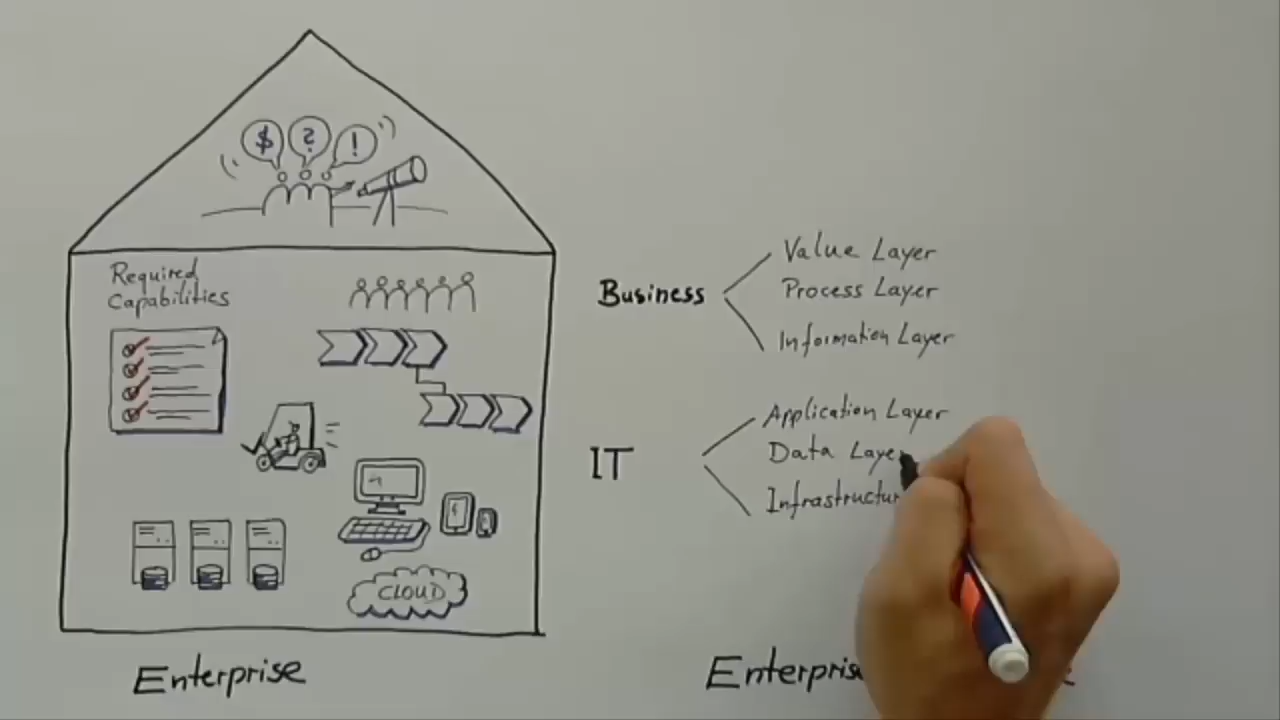 $ ? !
Required
Capabilities
CLOUD
Enterprise
Business
Value Layer
Process Layer
Information Layer
IT
Application Layer
Data Laye
Infrastructur
Enterpris